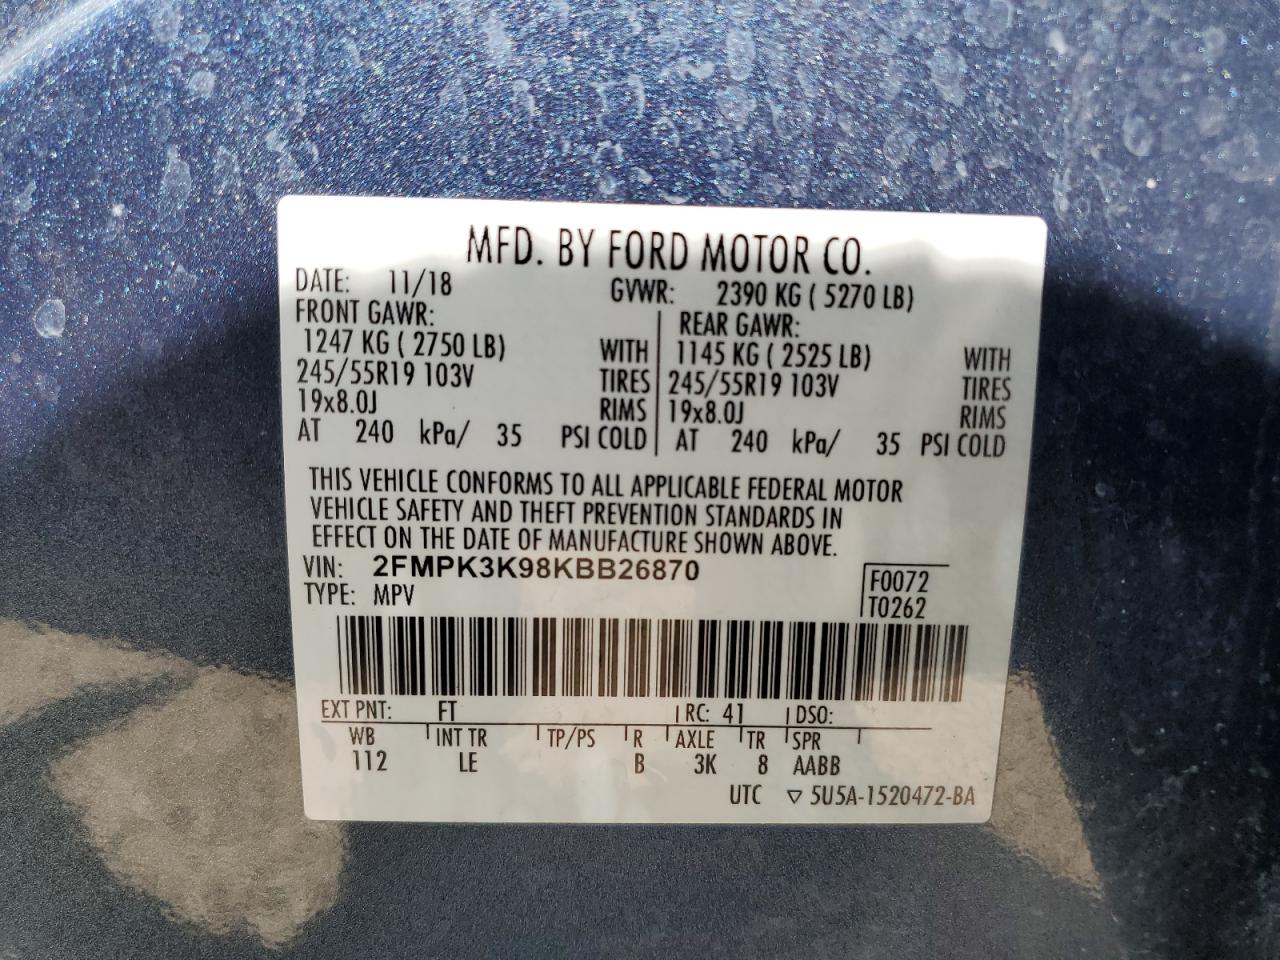 MFD. BY FORD MOTOR CO.
DATE: 11/18 GVWR: 2390 KG ( 5270 LB)
FRONT GAWR: REAR GAWR:
1247 KG ( 2750 LB) WITH 1145 KG ( 2525 LB) WITH
245/55R19 103V TIRES 245/55R19 103V TIRES
19x8.0J RIMS 19x8.0J RIMS
AT 240 kPa/ 35 PSI COLD AT 240 kPa/ 35 PSI COLD
THIS VEHICLE CONFORMS TO ALL APPLICABLE FEDERAL MOTOR
VEHICLE SAFETY AND THEFT PREVENTION STANDARDS IN
EFFECT ON THE DATE OF MANUFACTURE SHOWN ABOVE.
VIN: 2FMPK3K98KBB26870 F0072
TYPE: MPV T0262
EXT PNT: FT RC: 41 DSO:
WB INT TR TP/PS R AXLE TR SPR
112 LE B 3K 8 AABB
UTC ▽ 5U5A-1520472-BA